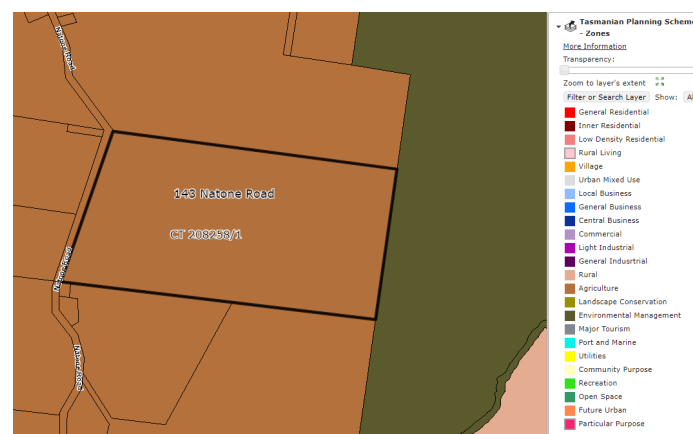 Natone Road
143 Natone Road
CT 208258/1
Natone Road
Natone Road
Tasmanian Planning Scheme
- Zones
More Information
Transparency:
Zoom to layer's extent
Filter or Search Layer Show:
General Residential
Inner Residential
Low Density Residential
Rural Living
Village
Urban Mixed Use
Local Business
General Business
Central Business
Commercial
Light Industrial
General Indusrtrial
Rural
Agriculture
Landscape Conservation
Environmental Management
Major Tourism
Port and Marine
Utilities
Community Purpose
Recreation
Open Space
Future Urban
Particular Purpose